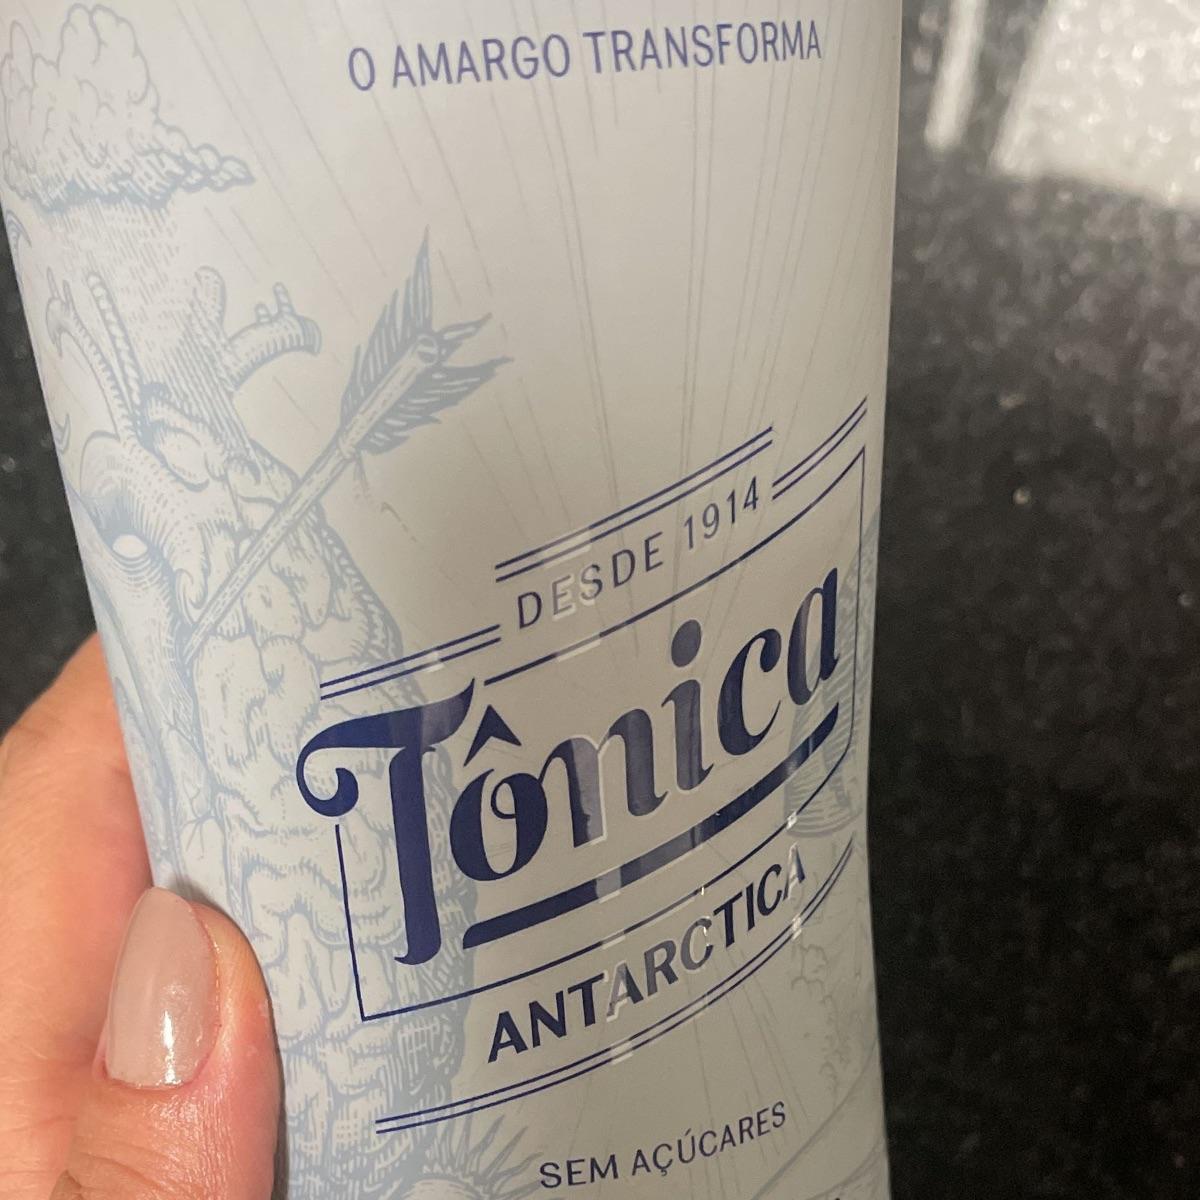 O AMARGO TRANSFORMA
DESDE 1914
Tônica
ANTARCTICA
SEM AÇÚCARES